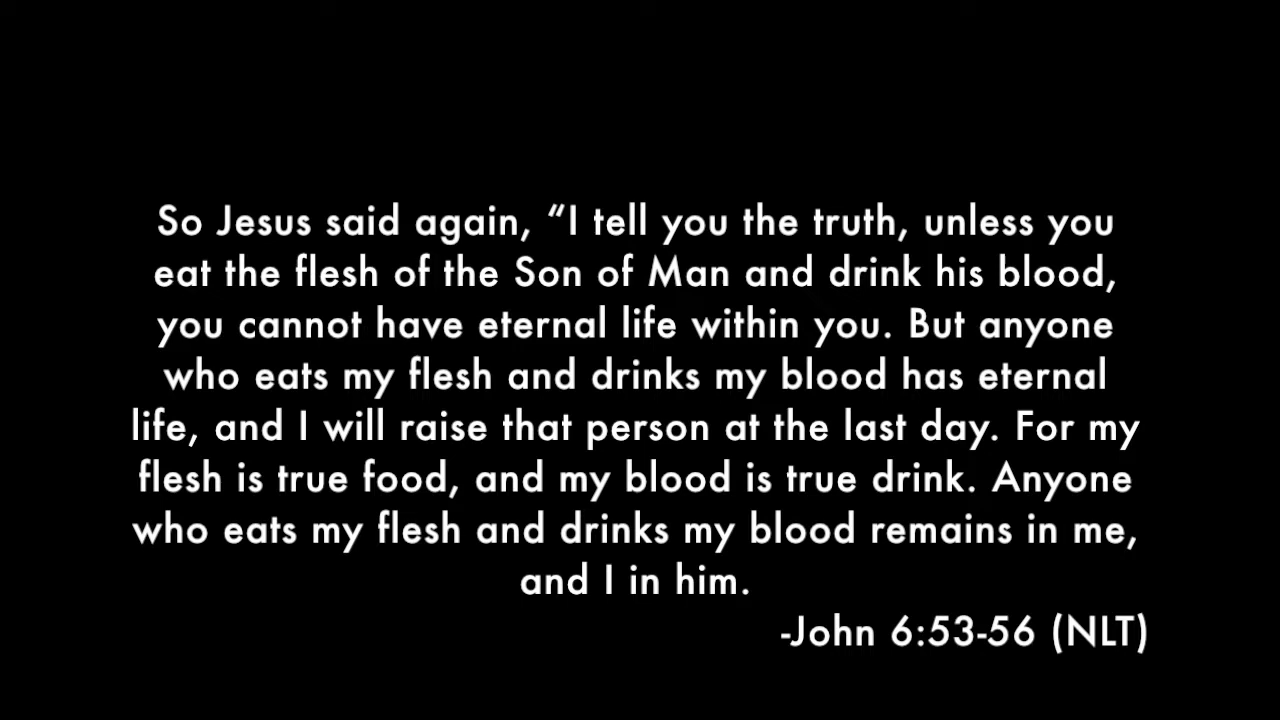 So Jesus said again, “I tell you the truth, unless you
eat the flesh of the Son of Man and drink his blood,
you cannot have eternal life within you. But anyone
who eats my flesh and drinks my blood has eternal
life, and I will raise that person at the last day. For my
flesh is true food, and my blood is true drink. Anyone
who eats my flesh and drinks my blood remains in me,
and I in him.
-John 6:53-56 (NLT)